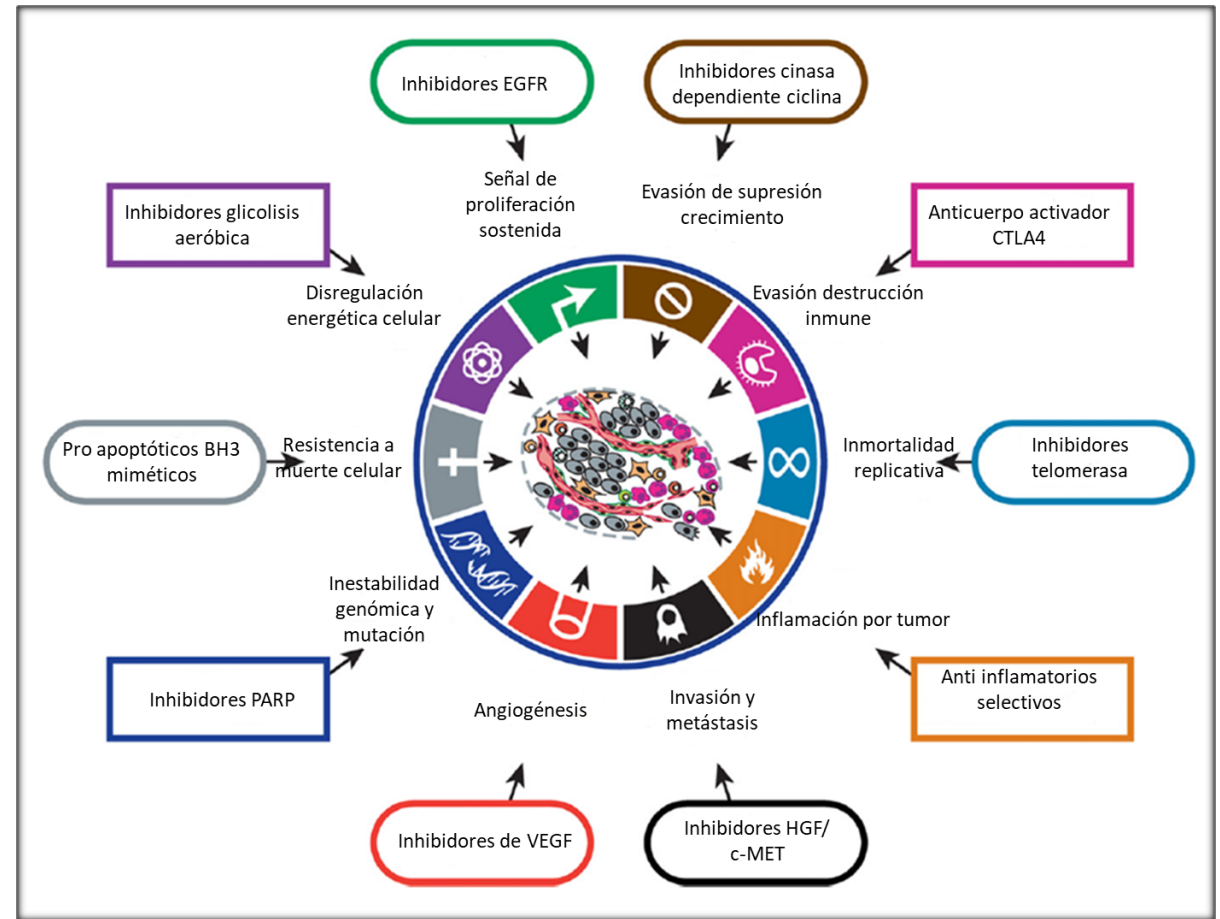 Inhibidores EGFR
Inhibidores cinasa
dependiente ciclina
Señal de
proliferación
sostenida
Evasión de supresión
crecimiento
Inhibidores glicolisis
aeróbica
Anticuerpo activador
CTLA4
Disregulación
energética celular
Evasión destrucción
inmune
Pro apoptóticos BH3
miméticos
Resistencia a
muerte celular
Inmortalidad
replicativa
Inhibidores
telomerasa
Inestabilidad
genómica y
mutación
Inflamación por tumor
Inhibidores PARP
Anti inflamatorios
selectivos
Angiogénesis
Invasión y
metástasis
Inhibidores de VEGF
Inhibidores HGF/
c-MET